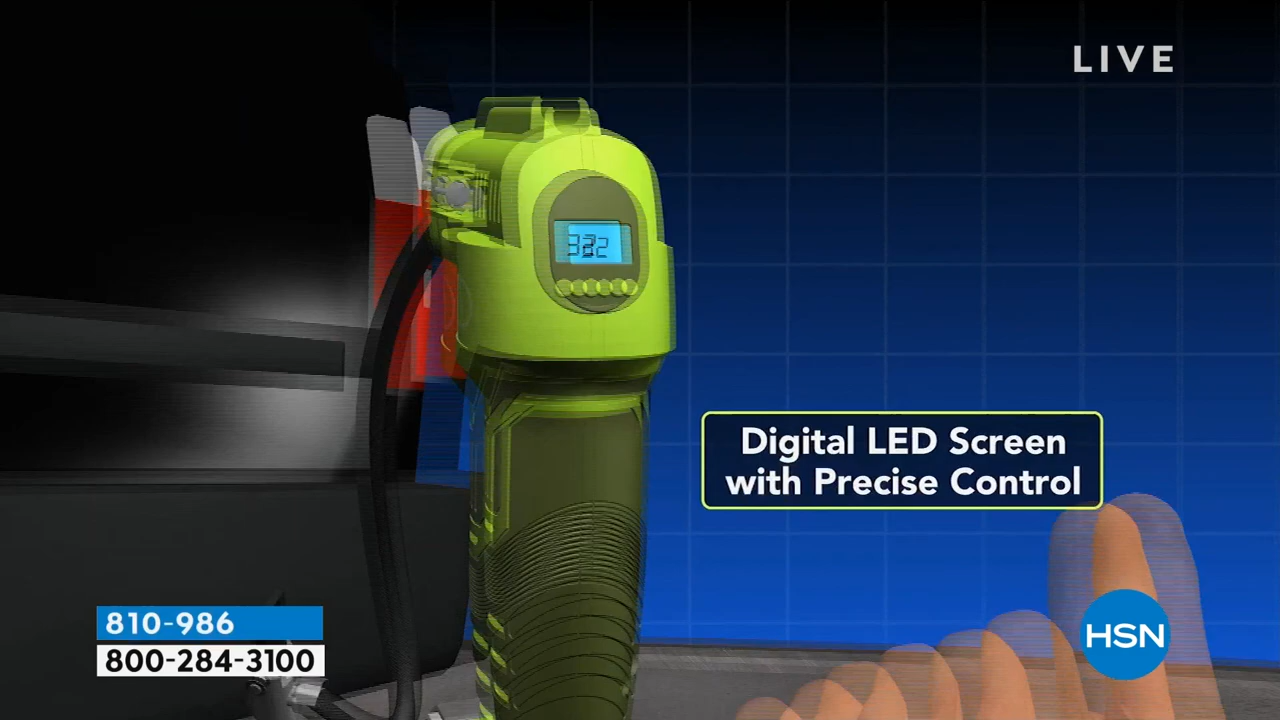 LIVE
Digital LED Screen
with Precise Control
810-986
800-284-3100
HSN